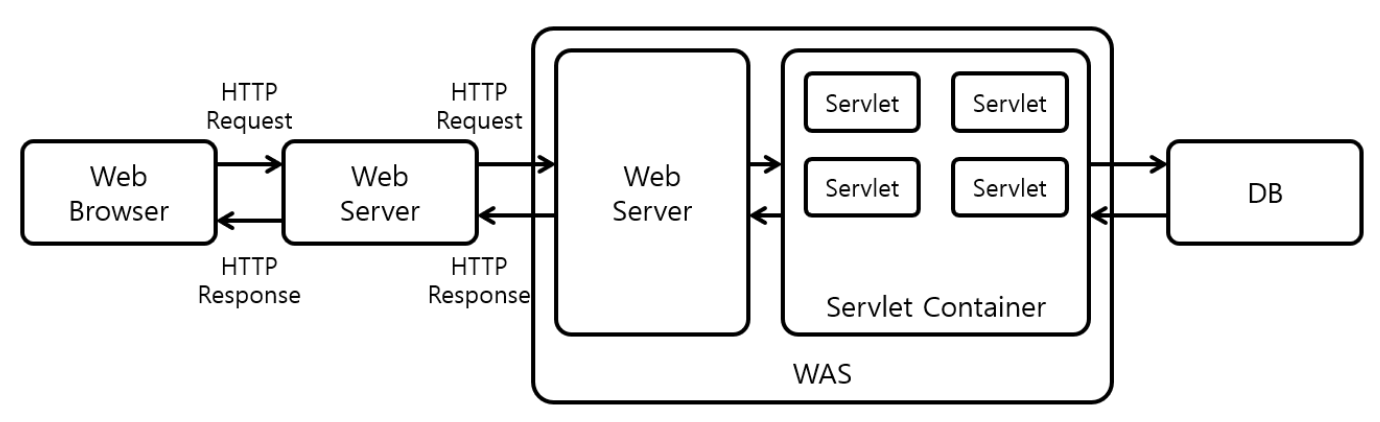 HTTP
Request
HTTP
Request
Web
Browser
Web
Server
HTTP
Response
HTTP
Response
Web
Server
Servlet
Servlet
Servlet
Servlet
Servlet Container
WAS
DB